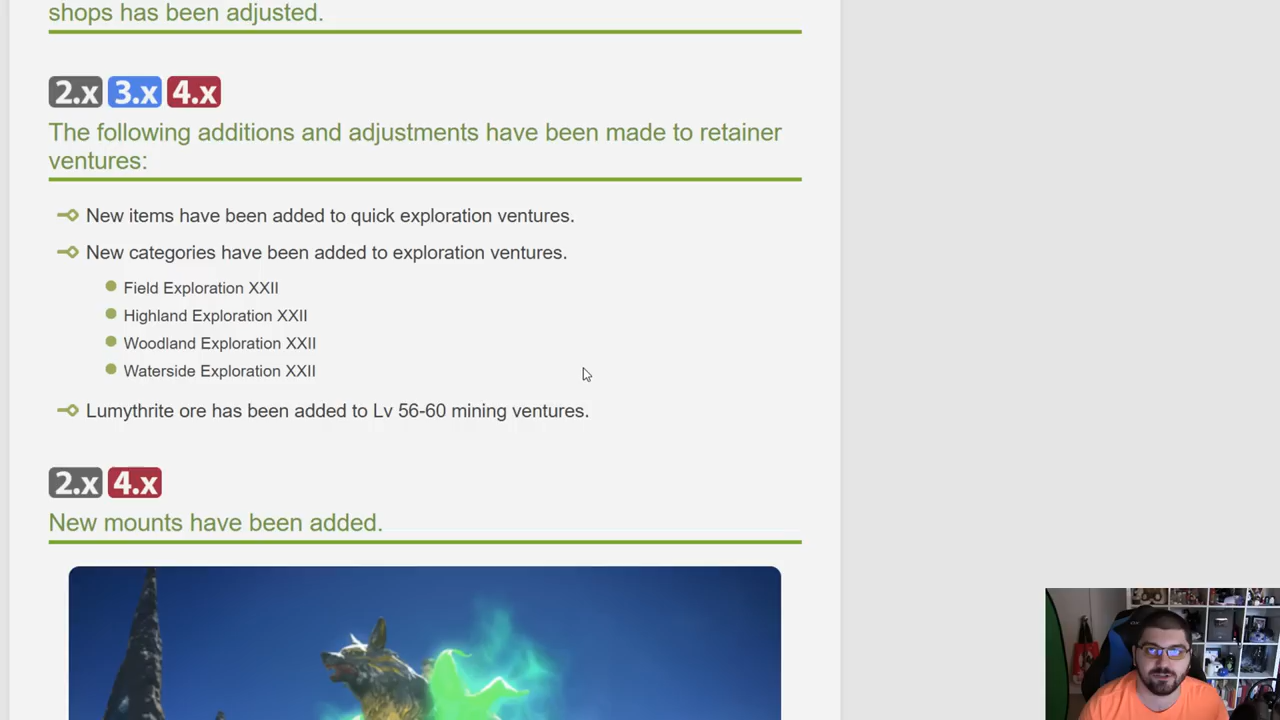 shops has been adjusted.
2.x 3.x 4.x
The following additions and adjustments have been made to retainer
ventures:
New items have been added to quick exploration ventures.
New categories have been added to exploration ventures.
Field Exploration XXII
Highland Exploration XXII
Woodland Exploration XXII
Waterside Exploration XXII
Lumythrite ore has been added to Lv 56-60 mining ventures.
2.x 4.x
New mounts have been added.